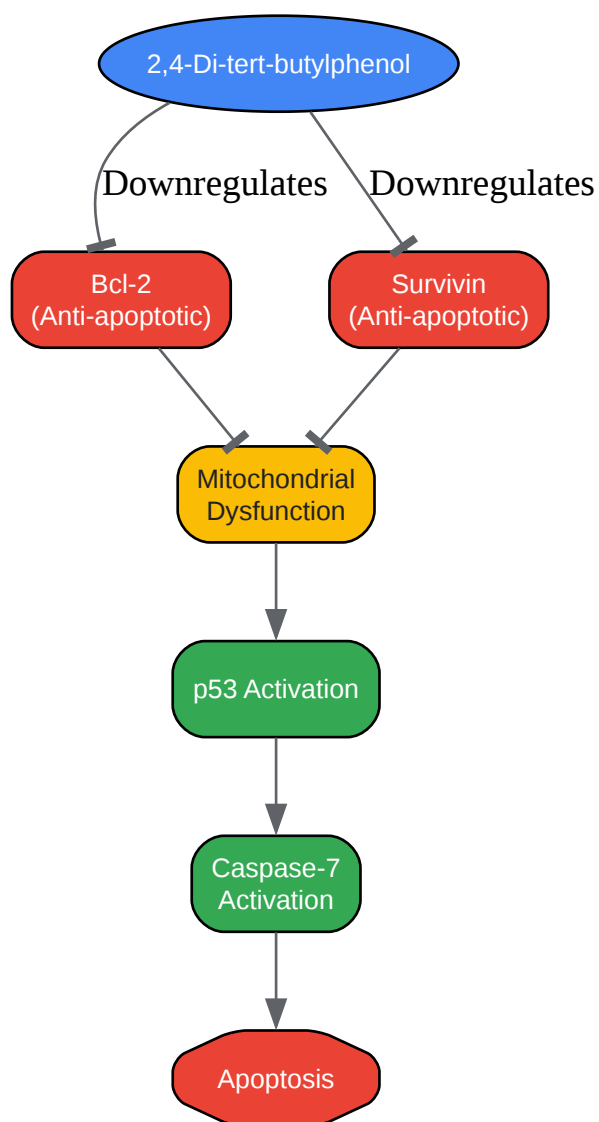 2,4-Di-tert-butylphenol
Downregulates
Downregulates
Bcl-2
(Anti-apoptotic)
Survivin
(Anti-apoptotic)
Mitochondrial
Dysfunction
p53 Activation
Caspase-7
Activation
Apoptosis